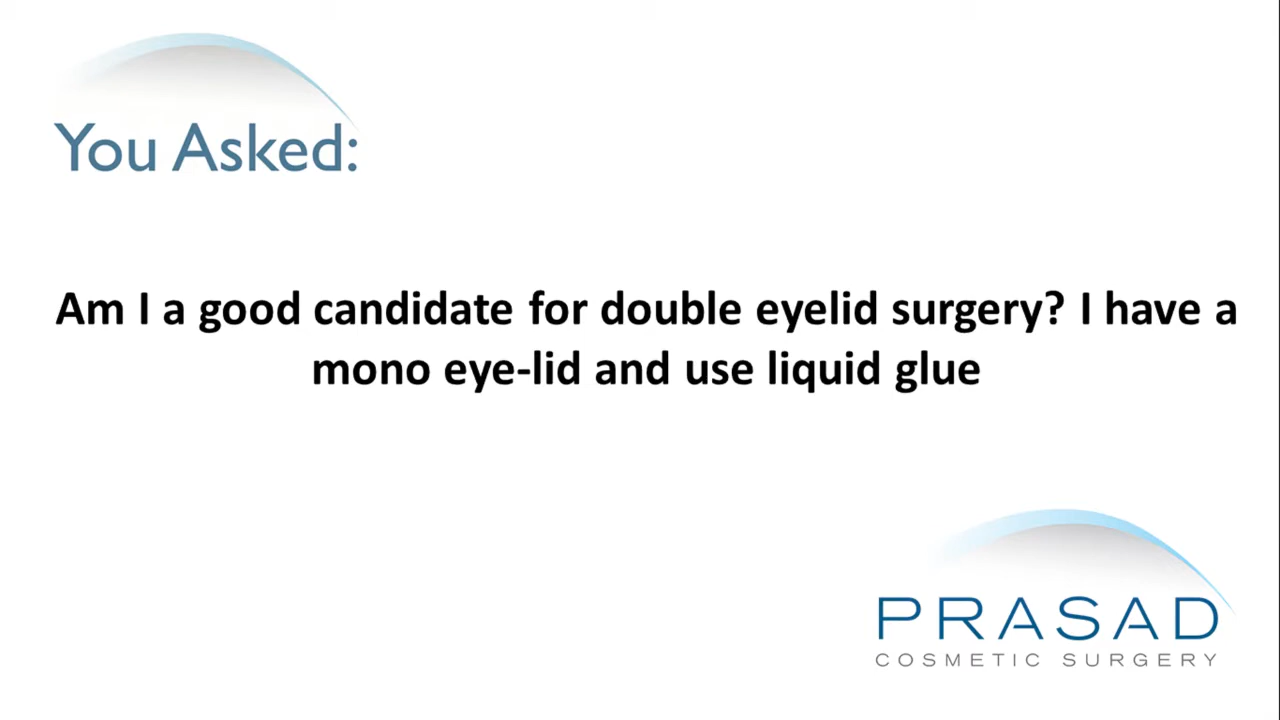 You Asked:
Am I a good candidate for double eyelid surgery? I have a
mono eye-lid and use liquid glue
PRASAD
COSMETIC SURGERY